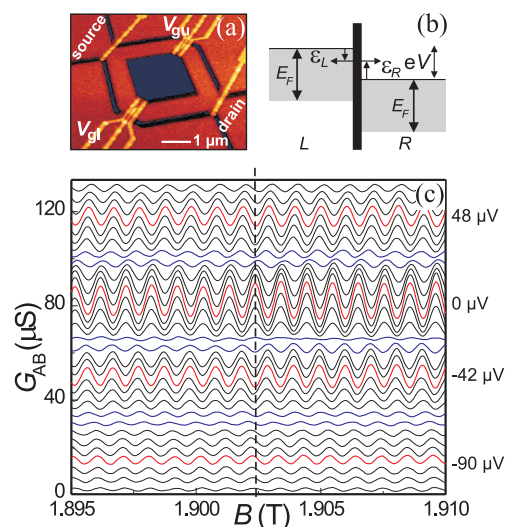 (a)
source
V_gu
V_gl
drain
1 μm
(b)
ε_L
ε_R
eV
E_F
E_F
L
R
(c)
G_AB (μS)
120
80
40
0
48 μV
0 μV
-42 μV
-90 μV
1.895
1.900
1.905
1.910
B (T)